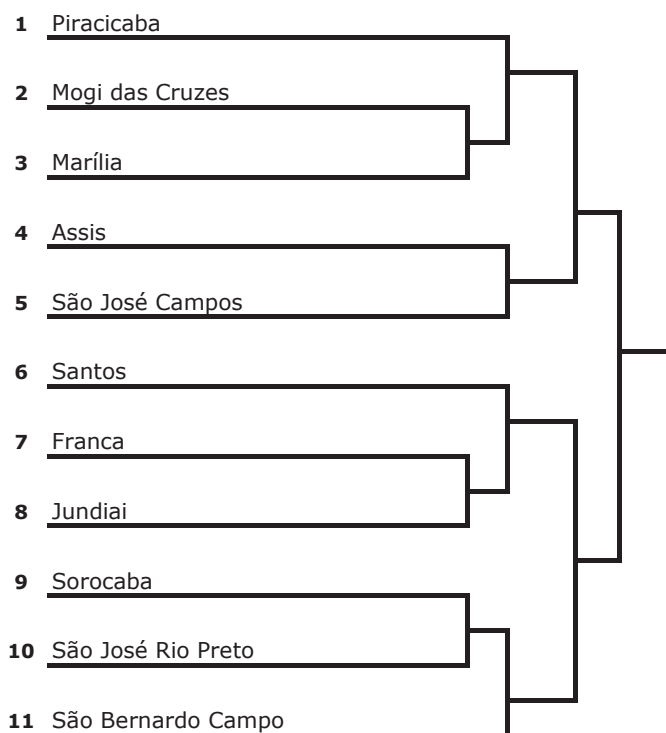 1 Piracicaba
2 Mogi das Cruzes
3 Marília
4 Assis
5 São José Campos
6 Santos
7 Franca
8 Jundiai
9 Sorocaba
10 São José Rio Preto
11 São Bernardo Campo